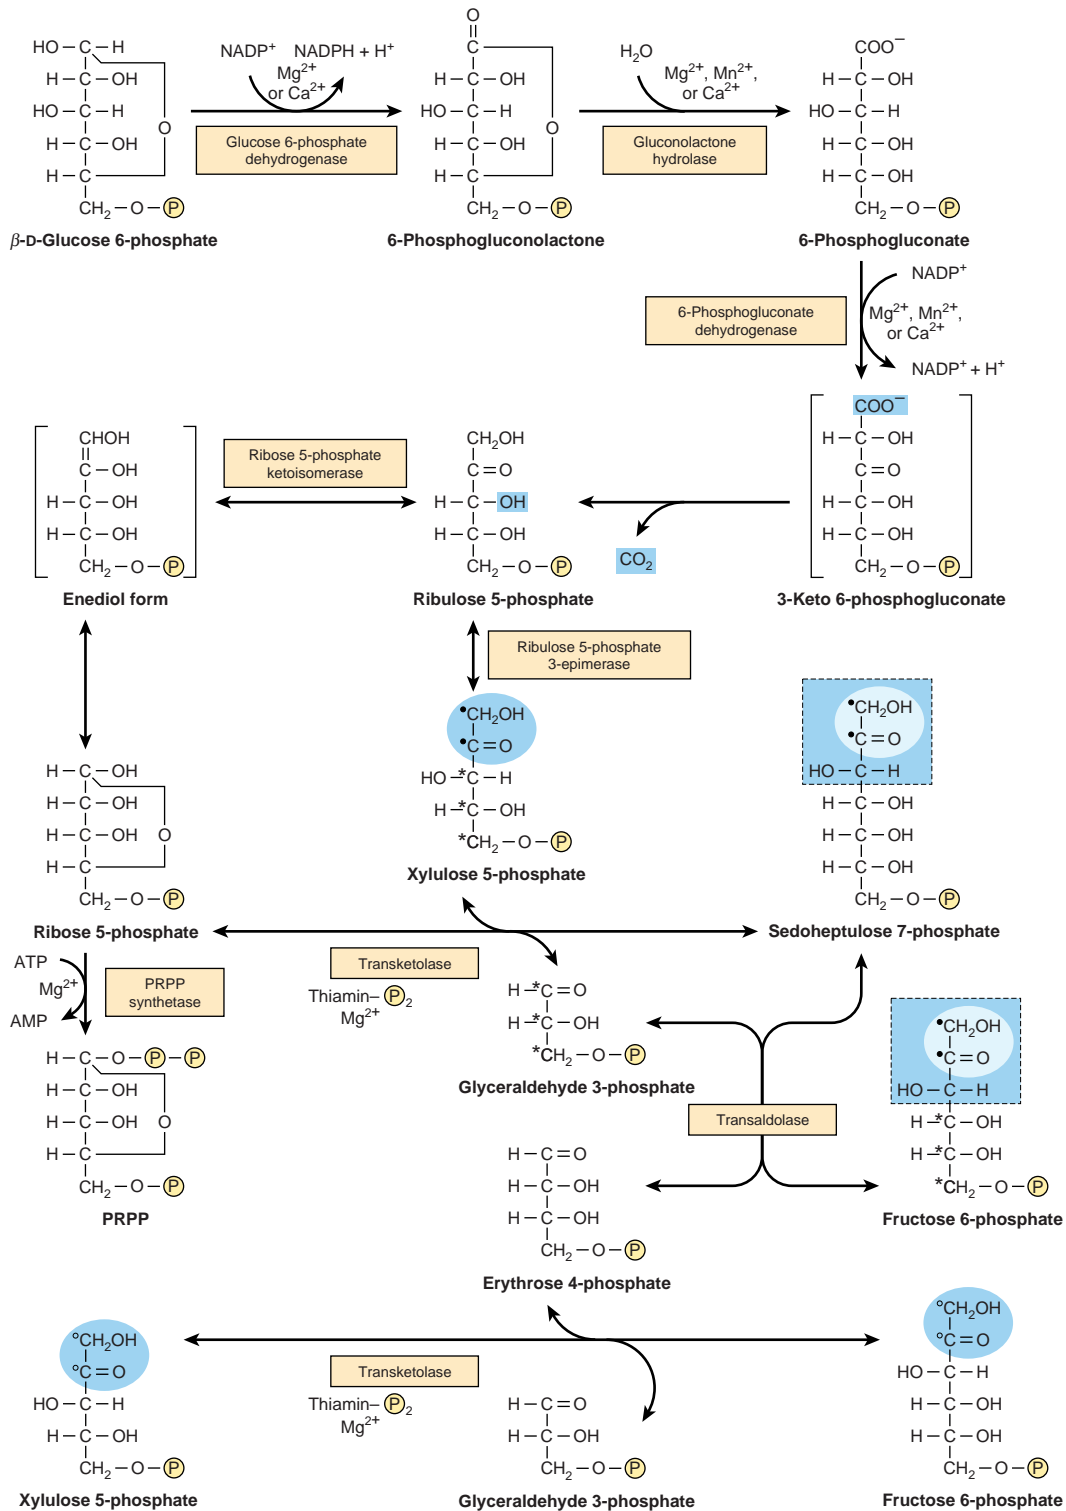 O
HO – C – H
H – C – OH
HO – C – H
H – C – OH
H – C
O
CH₂ – O – P
β-D-Glucose 6-phosphate
NADP⁺ NADPH + H⁺
Mg²⁺
or Ca²⁺
Glucose 6-phosphate
dehydrogenase
C
H – C – OH
HO – C – H
H – C – OH
H – C
O
CH₂ – O – P
6-Phosphogluconolactone
H₂O
Mg²⁺, Mn²⁺,
or Ca²⁺
Gluconolactone
hydrolase
COO⁻
H – C – OH
HO – C – H
H – C – OH
H – C – OH
CH₂ – O – P
6-Phosphogluconate
NADP⁺
6-Phosphogluconate
dehydrogenase
Mg²⁺, Mn²⁺,
or Ca²⁺
NADP⁺ + H⁺
COO⁻
H – C – OH
C = O
H – C – OH
H – C – OH
CH₂ – O – P
3-Keto 6-phosphogluconate
CO₂
CH₂OH
C = O
H – C – OH
H – C – OH
CH₂ – O – P
Ribulose 5-phosphate
Ribose 5-phosphate
ketoisomerase
CHOH
C – OH
H – C – OH
H – C – OH
CH₂ – O – P
Enediol form
Ribulose 5-phosphate
3-epimerase
•CH₂OH
•C = O
HO – *C – H
H – *C – OH
*CH₂ – O – P
Xylulose 5-phosphate
•CH₂OH
•C = O
HO – C – H
H – C – OH
H – C – OH
H – C – OH
CH₂ – O – P
Sedoheptulose 7-phosphate
H – C – OH
H – C – OH
H – C – OH
H – C
O
CH₂ – O – P
Ribose 5-phosphate
ATP
Mg²⁺
AMP
PRPP
synthetase
Transketolase
Thiamin– P ₂
Mg²⁺
H – C – O – P – P
H – C – OH
H – C – OH
H – C
O
CH₂ – O – P
PRPP
H – *C = O
H – *C – OH
*CH₂ – O – P
Glyceraldehyde 3-phosphate
Transaldolase
•CH₂OH
•C = O
HO – C – H
H – *C – OH
H – *C – OH
*CH₂ – O – P
Fructose 6-phosphate
H – C = O
H – C – OH
H – C – OH
CH₂ – O – P
Erythrose 4-phosphate
°CH₂OH
°C = O
HO – C – H
H – C – OH
CH₂ – O – P
Xylulose 5-phosphate
Transketolase
Thiamin– P ₂
Mg²⁺
H – C = O
H – C – OH
CH₂ – O – P
Glyceraldehyde 3-phosphate
°CH₂OH
°C = O
HO – C – H
H – C – OH
H – C – OH
CH₂ – O – P
Fructose 6-phosphate